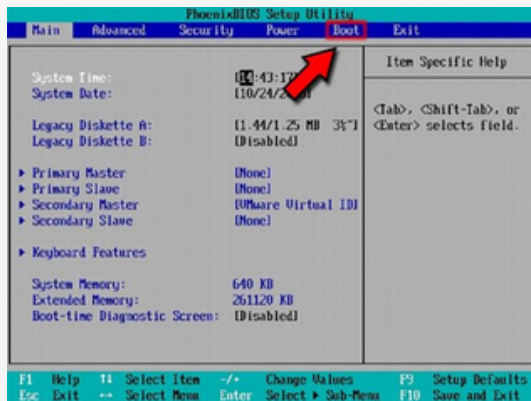 PhoenixBIOS Setup Utility
Main Advanced Security Power Boot Exit
Item Specific Help
System Time: [14:43:17]
System Date: [10/24/
<Tab>, <Shift-Tab>, or
<Enter> selects field.
Legacy Diskette A: [1.44/1.25 MB 3½"]
Legacy Diskette B: [Disabled]
Primary Master [None]
Primary Slave [None]
Secondary Master [VMware Virtual ID]
Secondary Slave [None]
Keyboard Features
System Memory: 640 KB
Extended Memory: 261120 KB
Boot-time Diagnostic Screen: [Disabled]
F1 Help ↑↓ Select Item -/+ Change Values F9 Setup Defaults
Esc Exit ↔ Select Menu Enter Select ▶ Sub-Menu F10 Save and Exit